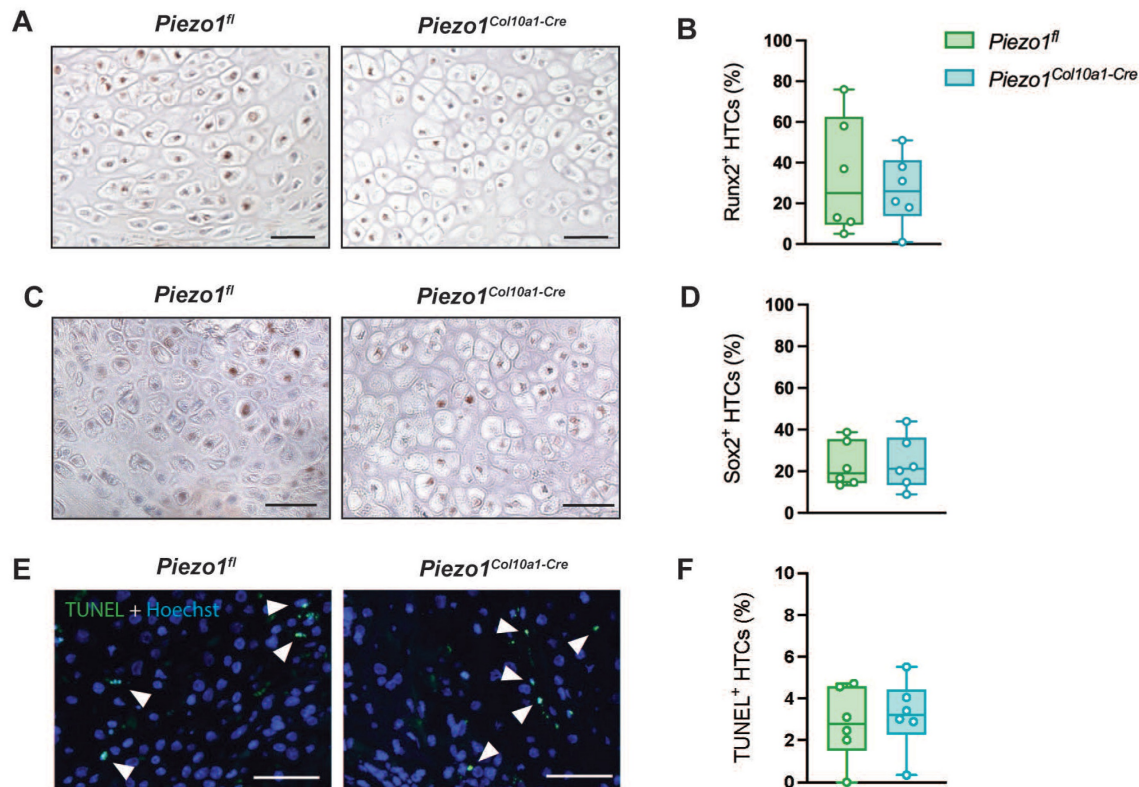 A
Piezo1fl
Piezo1Col10a1-Cre
B
100
80
60
40
20
0
Runx2+ HTCs (%)
Piezo1fl
Piezo1Col10a1-Cre
C
Piezo1fl
Piezo1Col10a1-Cre
D
100
80
60
40
20
0
Sox2+ HTCs (%)
E
Piezo1fl
Piezo1Col10a1-Cre
TUNEL + Hoechst
F
10
8
6
4
2
0
TUNEL+ HTCs (%)